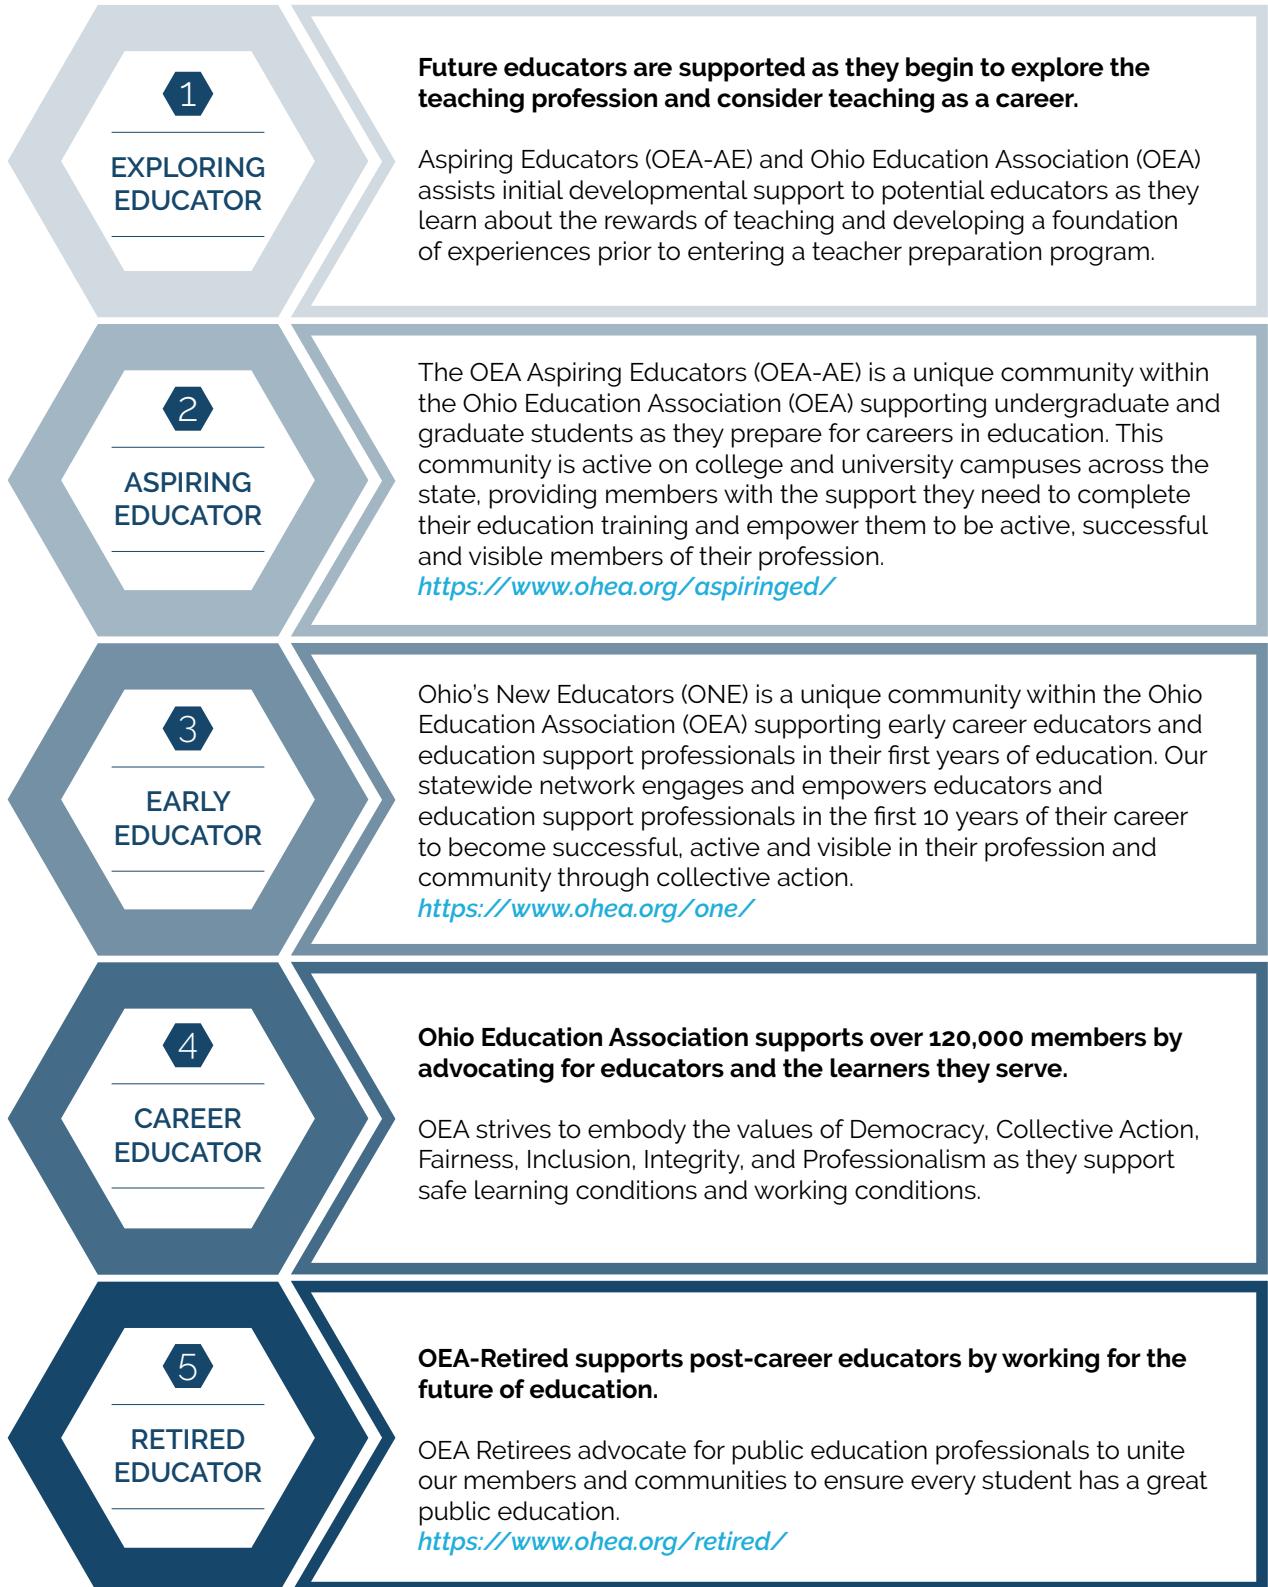 1
EXPLORING
EDUCATOR
Future educators are supported as they begin to explore the
teaching profession and consider teaching as a career.
Aspiring Educators (OEA-AE) and Ohio Education Association (OEA)
assists initial developmental support to potential educators as they
learn about the rewards of teaching and developing a foundation
of experiences prior to entering a teacher preparation program.
2
ASPIRING
EDUCATOR
The OEA Aspiring Educators (OEA-AE) is a unique community within
the Ohio Education Association (OEA) supporting undergraduate and
graduate students as they prepare for careers in education. This
community is active on college and university campuses across the
state, providing members with the support they need to complete
their education training and empower them to be active, successful
and visible members of their profession.
https://www.ohea.org/aspiringed/
3
EARLY
EDUCATOR
Ohio's New Educators (ONE) is a unique community within the Ohio
Education Association (OEA) supporting early career educators and
education support professionals in their first years of education. Our
statewide network engages and empowers educators and
education support professionals in the first 10 years of their career
to become successful, active and visible in their profession and
community through collective action.
https://www.ohea.org/one/
4
CAREER
EDUCATOR
Ohio Education Association supports over 120,000 members by
advocating for educators and the learners they serve.
OEA strives to embody the values of Democracy, Collective Action,
Fairness, Inclusion, Integrity, and Professionalism as they support
safe learning conditions and working conditions.
5
RETIRED
EDUCATOR
OEA-Retired supports post-career educators by working for the
future of education.
OEA Retirees advocate for public education professionals to unite
our members and communities to ensure every student has a great
public education.
https://www.ohea.org/retired/